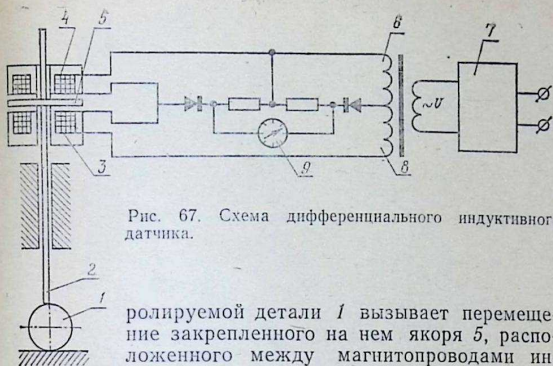 4 5 6 7
~U
3 9 8
Рис. 67. Схема дифференциального индуктивног
датчика.
2
1
ролируемой детали 1 вызывает перемеще
ние закрепленного на нем якоря 5, распо-
ложенного между магнитопроводами ин